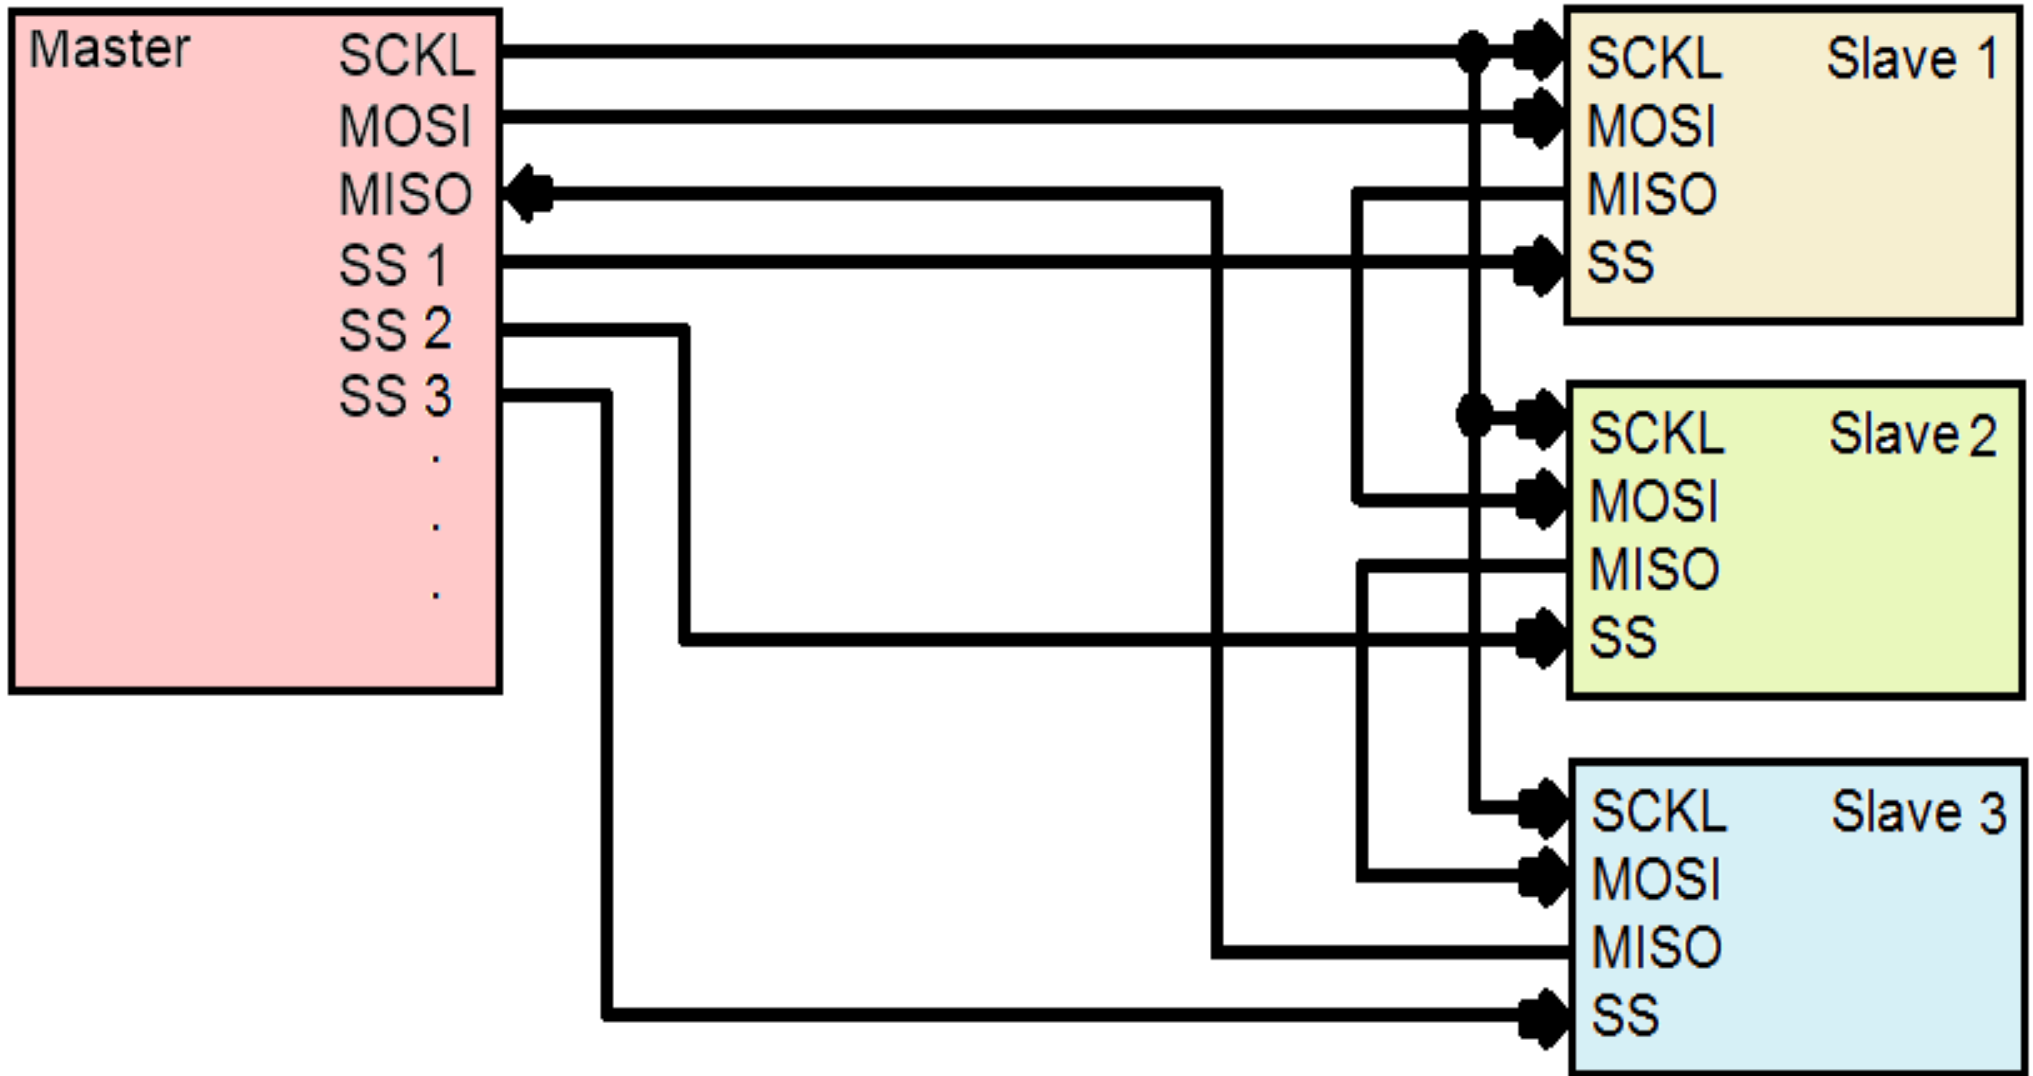 Master
SCKL
MOSI
MISO
SS 1
SS 2
SS 3
.
.
.
SCKL Slave 1
MOSI
MISO
SS
SCKL Slave 2
MOSI
MISO
SS
SCKL Slave 3
MOSI
MISO
SS